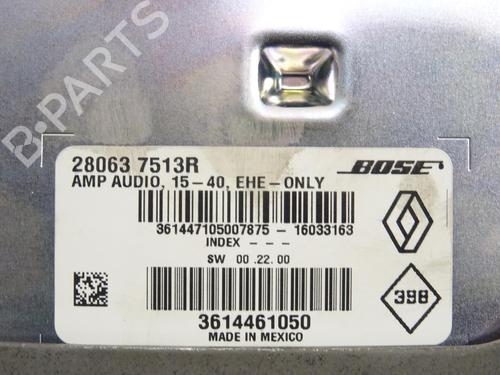 B-PARTS
28063 7513R
BOSE
AMP AUDIO, 15-40, EHE-ONLY
361447105007875 - 16033163
INDEX - - -
SW 00 .22. 00
398
3614461050
MADE IN MEXICO